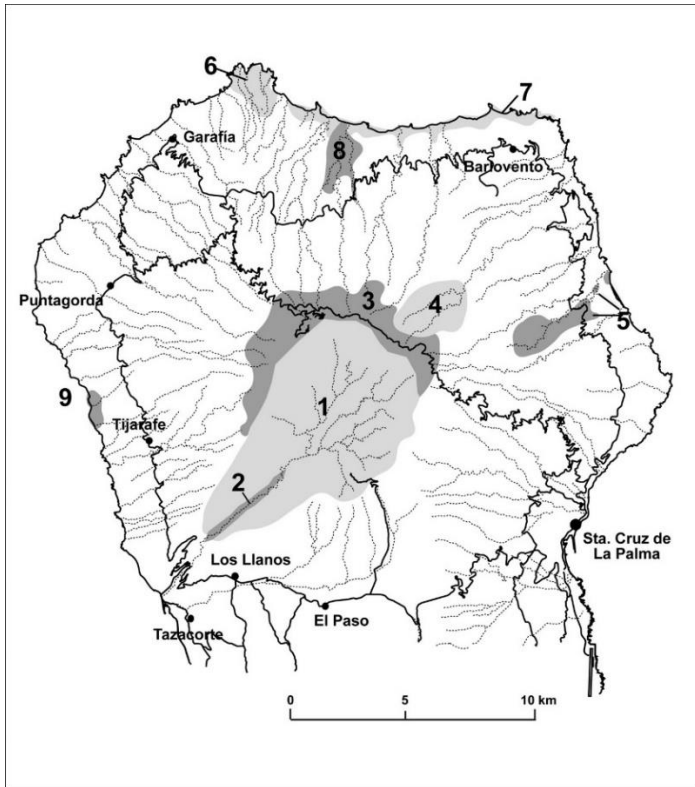 6
7
Garafía
8
Barlovento
Puntagorda
3
4
5
9
1
Tijarafe
2
Los Llanos
Sta. Cruz de
La Palma
El Paso
Tazacorte
0 5 10 km